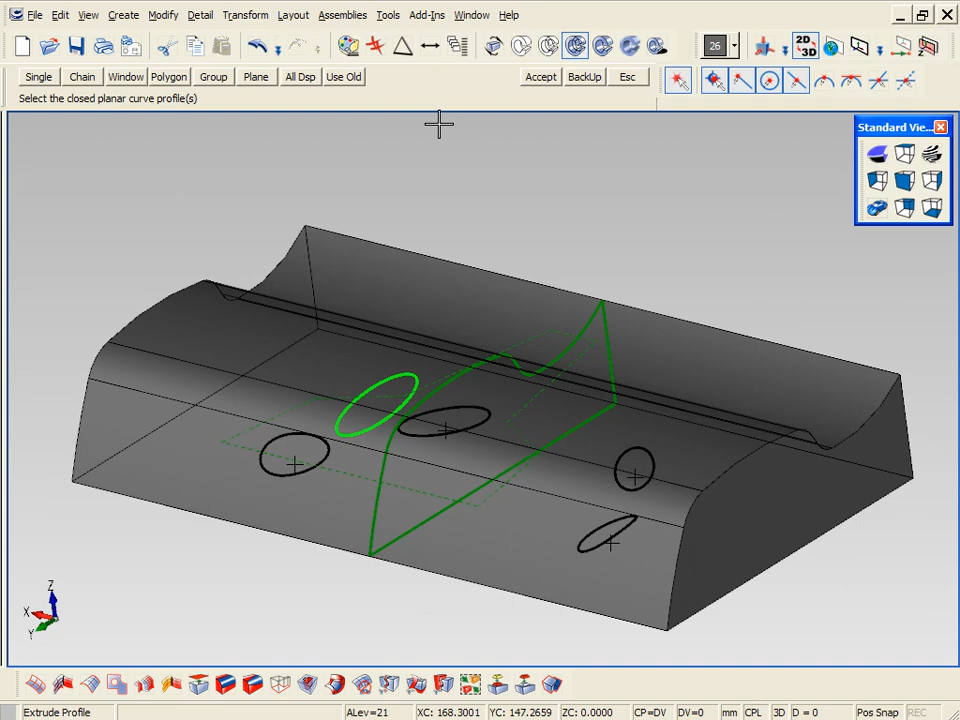 File Edit View Create Modify Detail Transform Layout Assemblies Tools Add-Ins Window Help
26 2D 3D Z
Single Chain Window Polygon Group Plane All Dsp Use Old Accept BackUp Esc
Select the closed planar curve profile(s)
Standard Vie...
Z
X
Y
Extrude Profile ALev=21 XC: 168.3001 YC: 147.2659 ZC: 0.0000 CP=DV DV=0 mm CPL 3D D = 0 Pos Snap REC